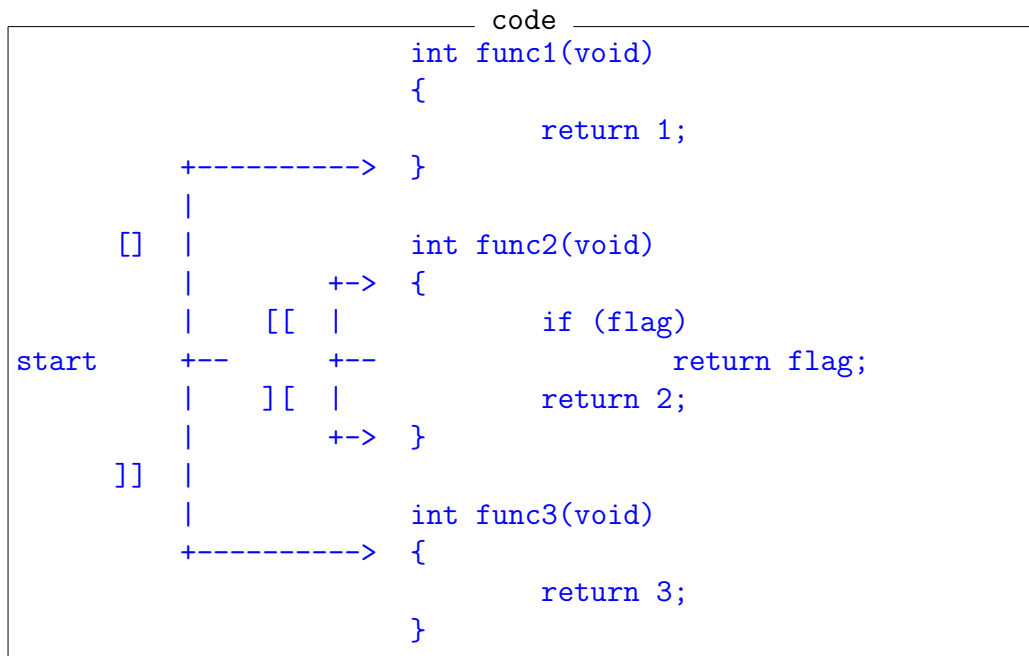 code
                              int func1(void)
                              {
                                      return 1;
            +----------> }
            |
       [] |               int func2(void)
            |        +-> {
            |    [[ |            if (flag)
start     +--      +--                  return flag;
            |    ][ |            return 2;
            |        +-> }
       ]] |
            |               int func3(void)
            +----------> {
                                      return 3;
                              }